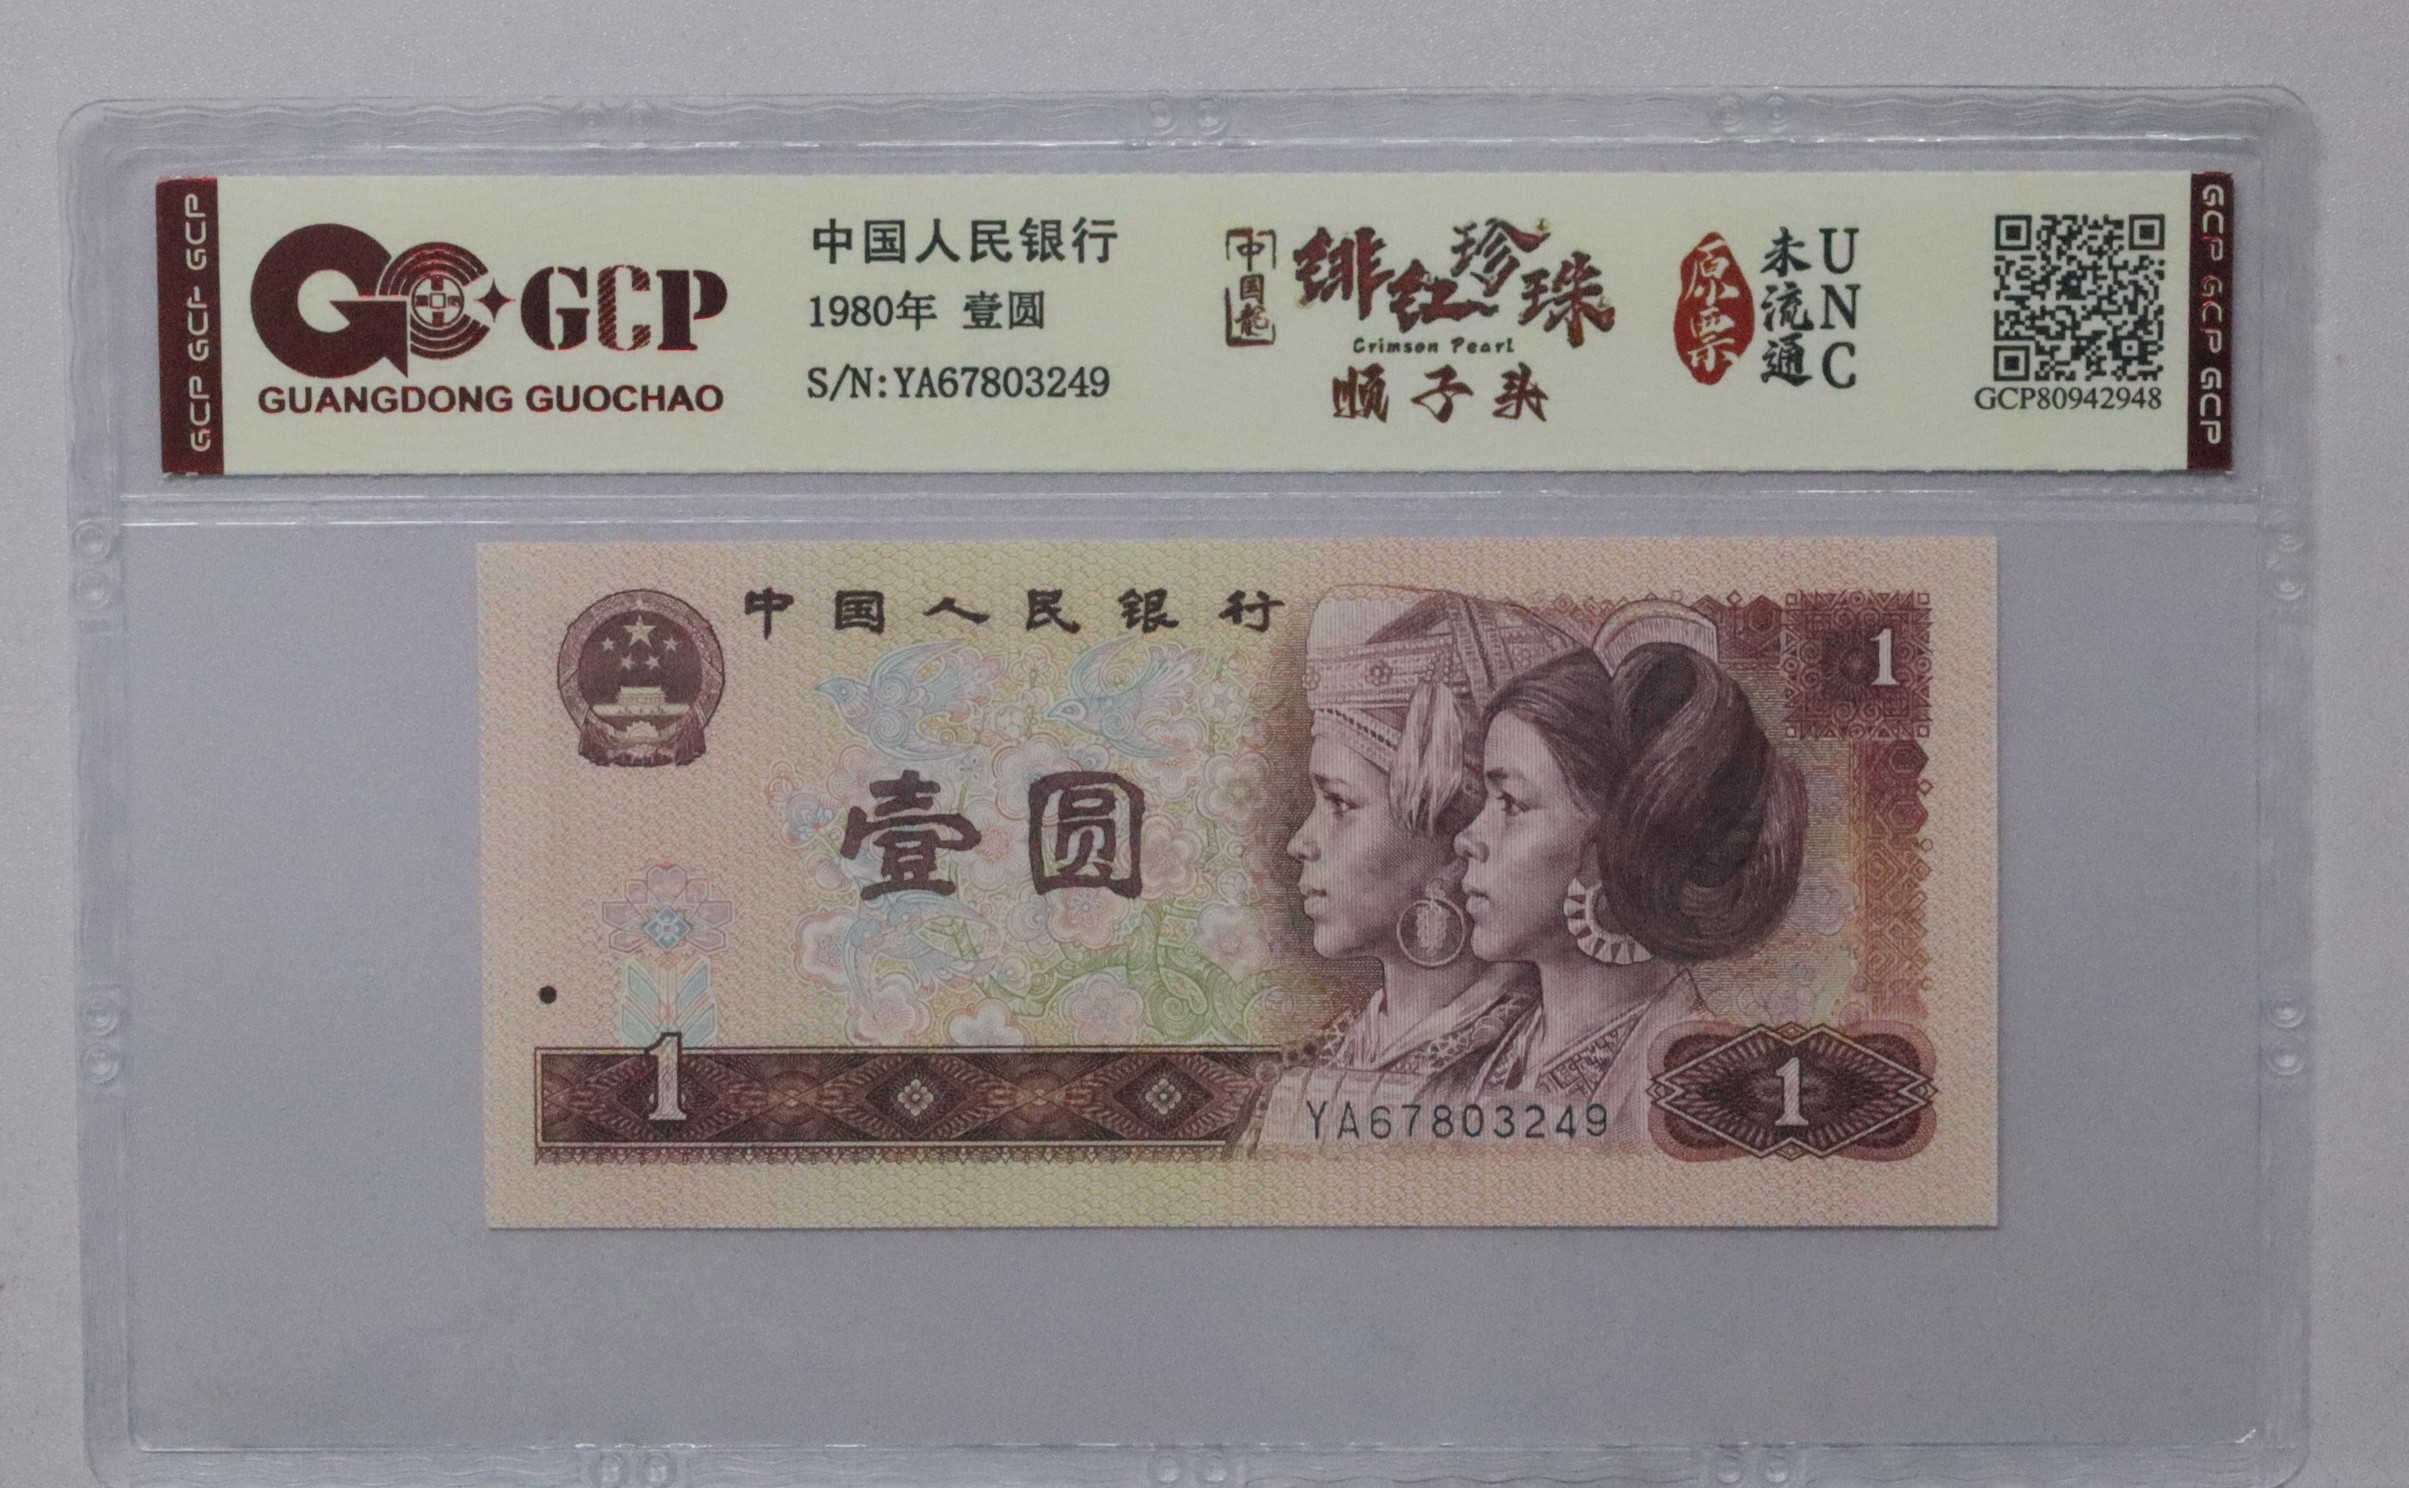 GCP GCP GCP
GCP
GUANGDONG GUOCHAO
中国人民银行
1980年 壹圆
S/N:YA67803249
中国龍
绯红珍珠
Crimson Pearl
顺子头
原票
未流通
UNC
GCP80942948
GCP GCP GCP GCP
中国人民银行
1
壹圆
1
YA67803249
1